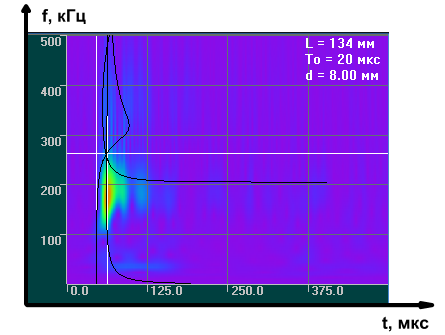 f, кГц
500
400
300
200
100
L = 134 мм
To = 20 мкс
d = 8.00 мм
0.0 125.0 250.0 375.0
t, мкс